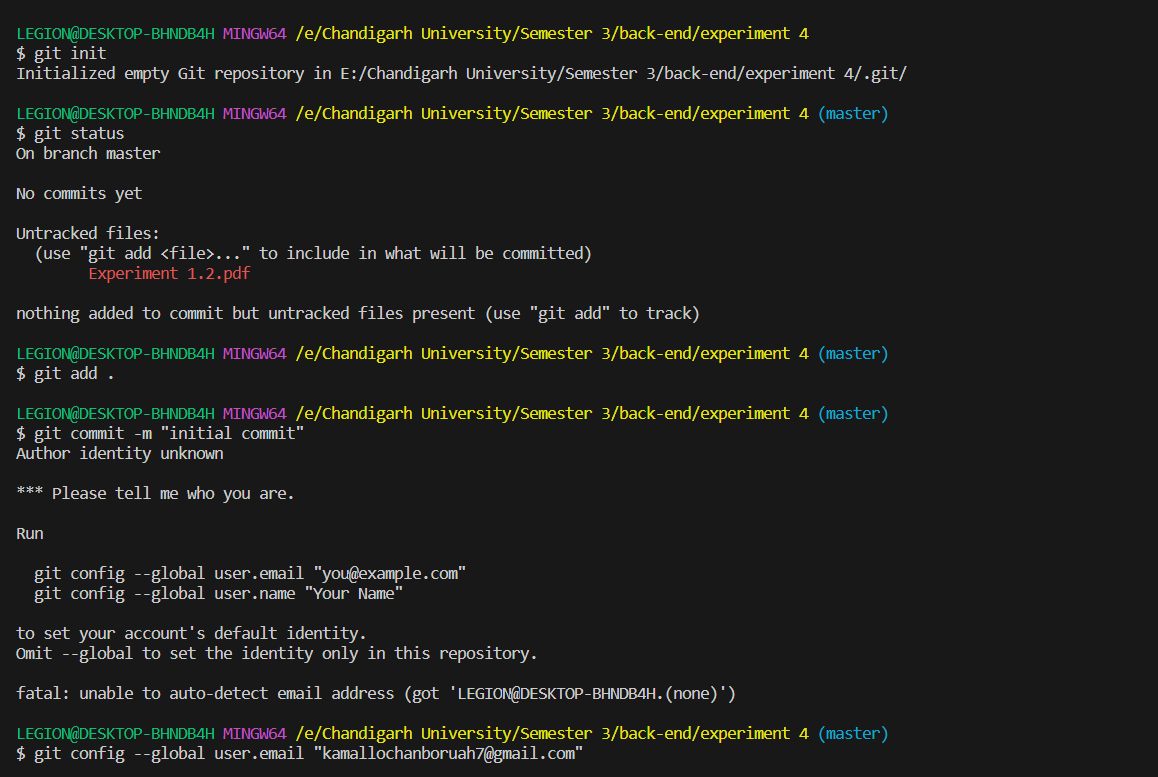 LEGION@DESKTOP-BHNDB4H MINGW64 /e/Chandigarh University/Semester 3/back-end/experiment 4
$ git init
Initialized empty Git repository in E:/Chandigarh University/Semester 3/back-end/experiment 4/.git/
LEGION@DESKTOP-BHNDB4H MINGW64 /e/Chandigarh University/Semester 3/back-end/experiment 4 (master)
$ git status
On branch master
No commits yet
Untracked files:
(use "git add <file>..." to include in what will be committed)
Experiment 1.2.pdf
nothing added to commit but untracked files present (use "git add" to track)
LEGION@DESKTOP-BHNDB4H MINGW64 /e/Chandigarh University/Semester 3/back-end/experiment 4 (master)
$ git add .
LEGION@DESKTOP-BHNDB4H MINGW64 /e/Chandigarh University/Semester 3/back-end/experiment 4 (master)
$ git commit -m "initial commit"
Author identity unknown
*** Please tell me who you are.
Run
git config --global user.email "you@example.com"
git config --global user.name "Your Name"
to set your account's default identity.
Omit --global to set the identity only in this repository.
fatal: unable to auto-detect email address (got 'LEGION@DESKTOP-BHNDB4H.(none)')
LEGION@DESKTOP-BHNDB4H MINGW64 /e/Chandigarh University/Semester 3/back-end/experiment 4 (master)
$ git config --global user.email "kamallochanboruah7@gmail.com"